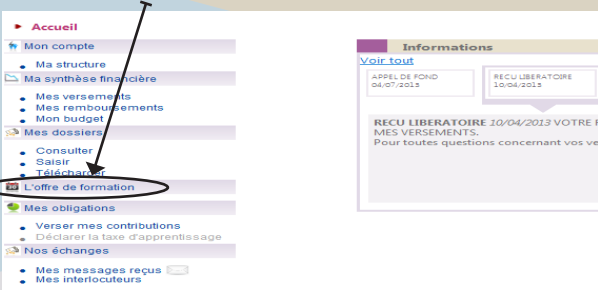 Accueil
Mon compte
Ma structure
Ma synthèse financière
Mes versements
Mes remboursements
Mon budget
Mes dossiers
Consulter
Saisir
Télécharger
L'offre de formation
Mes obligations
Verser mes contributions
Déclarer la taxe d'apprentissage
Nos échanges
Mes messages reçus
Mes interlocuteurs
Informations
Voir tout
APPEL DE FOND
04/07/2013
RECU LIBERATOIRE
10/04/2013
RECU LIBERATOIRE 10/04/2013 VOTRE
MES VERSEMENTS.
Pour toutes questions concernant vos